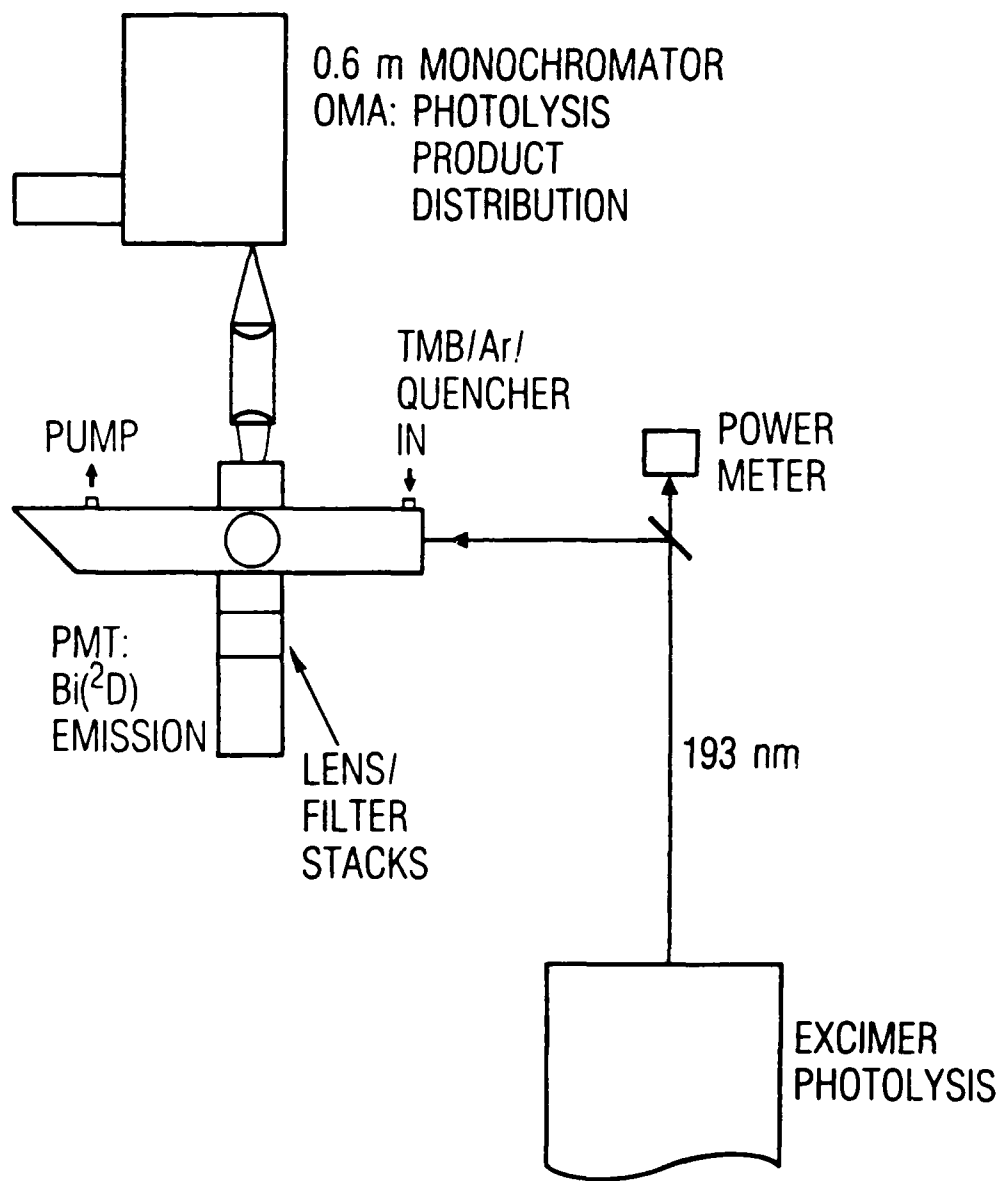 0.6 m MONOCHROMATOR
OMA: PHOTOLYSIS
PRODUCT
DISTRIBUTION
TMB/Ar/
QUENCHER
IN
PUMP
POWER
METER
PMT:
Bi(²D)
EMISSION
LENS/
FILTER
STACKS
193 nm
EXCIMER
PHOTOLYSIS